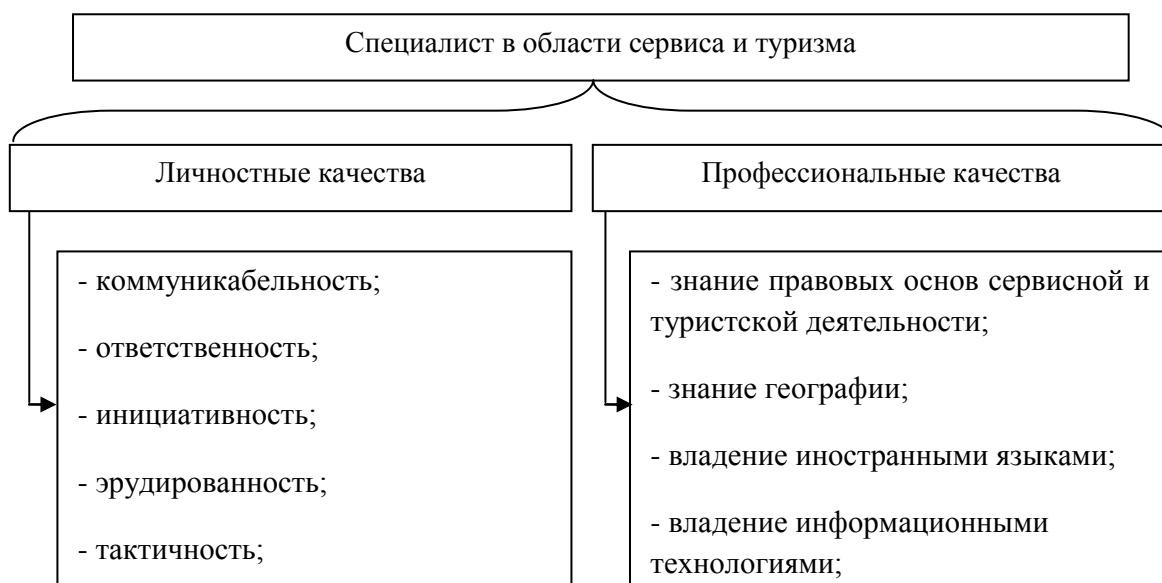 Специалист в области сервиса и туризма
Личностные качества
- коммуникабельность;
- ответственность;
- инициативность;
- эрудированность;
- тактичность;
Профессиональные качества
- знание правовых основ сервисной и
туристской деятельности;
- знание географии;
- владение иностранными языками;
- владение информационными
технологиями;